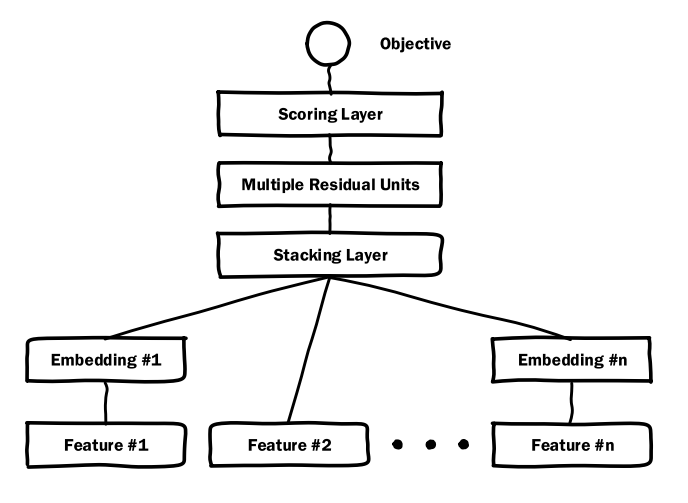 Objective
Scoring Layer
Multiple Residual Units
Stacking Layer
Embedding #1
Embedding #n
Feature #1
Feature #2
Feature #n